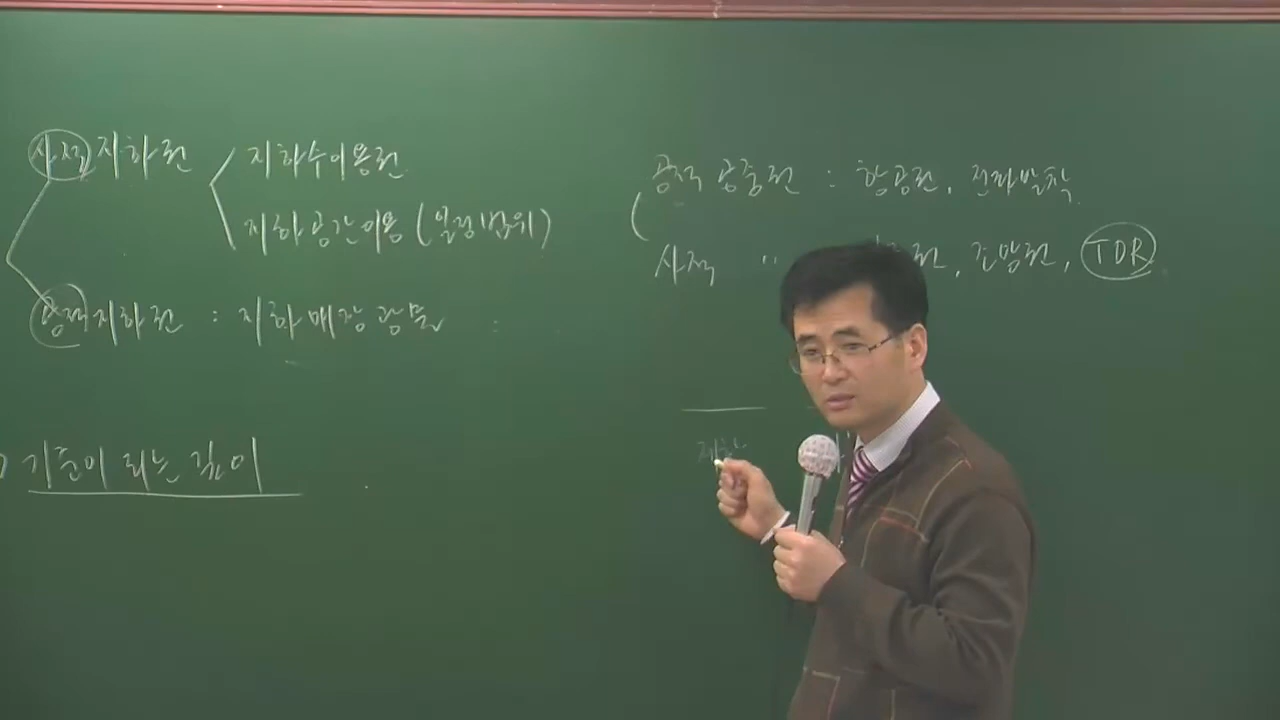 사적 지하권 지하수이용권
지하공간이용 (일정범위)
공적 지하권 : 지하매장광물 :
기준이 되는 깊이
공적 공중권 : 항공권, 전파발착
사적 〃 권, 조망권, TDR